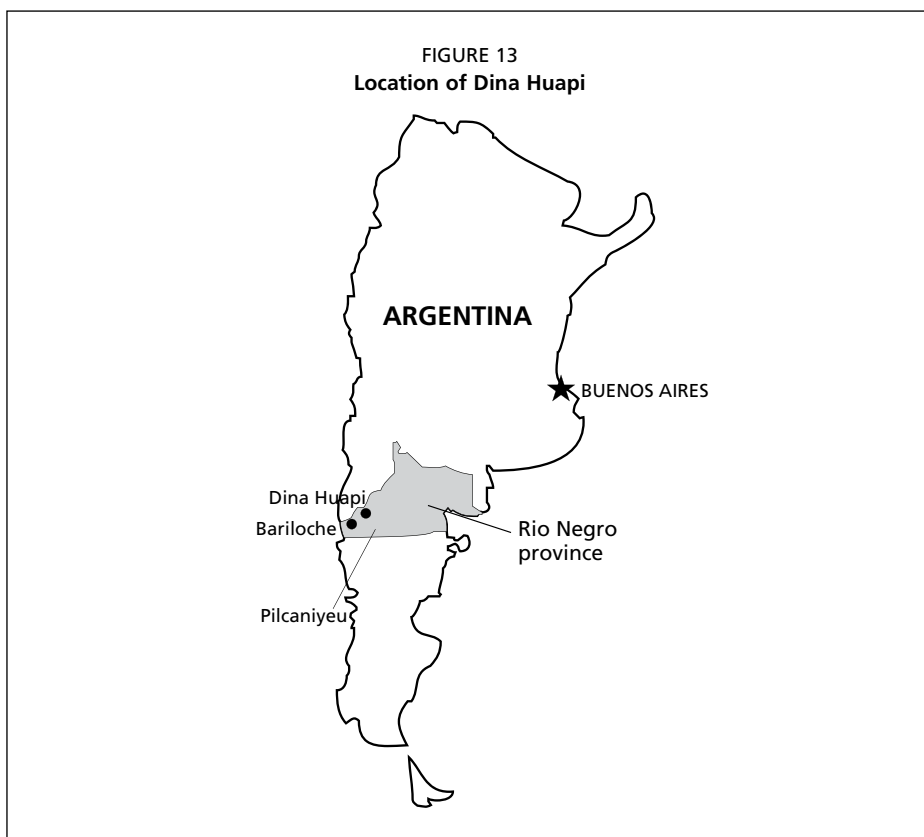 FIGURE 13
Location of Dina Huapi
ARGENTINA
BUENOS AIRES
Dina Huapi
Bariloche
Rio Negro
province
Pilcaniyeu